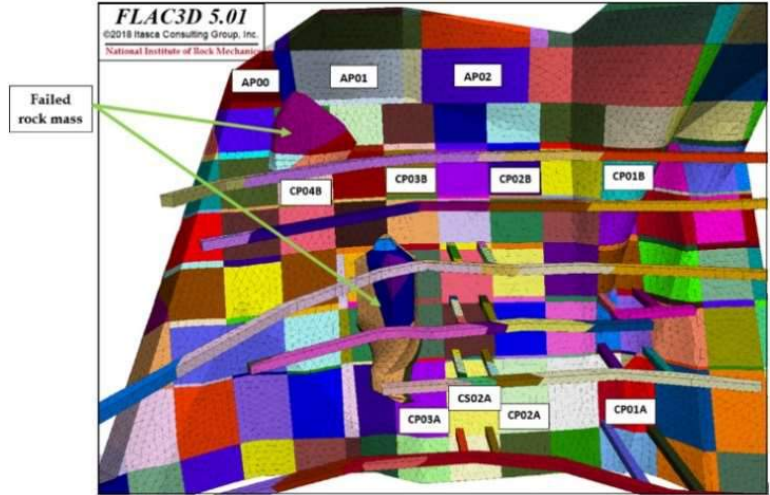 FLAC3D 5.01
©2018 Itasca Consulting Group, Inc.
National Institute of Rock Mechanic
AP00
AP01
AP02
Failed
rock mass
CP04B
CP03B
CP02B
CP01B
CS02A
CP03A
CP02A
CP01A